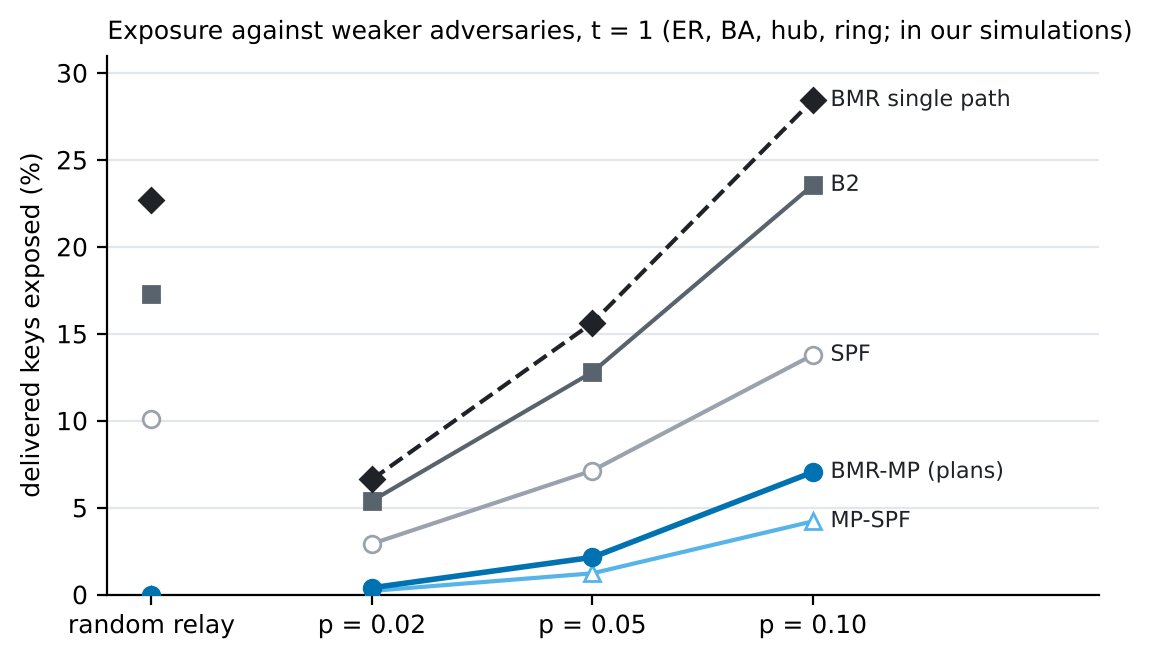 Exposure against weaker adversaries, t = 1 (ER, BA, hub, ring; in our simulations)
delivered keys exposed (%)
30
25
20
15
10
5
0
BMR single path
B2
SPF
BMR-MP (plans)
MP-SPF
random relay
p = 0.02
p = 0.05
p = 0.10